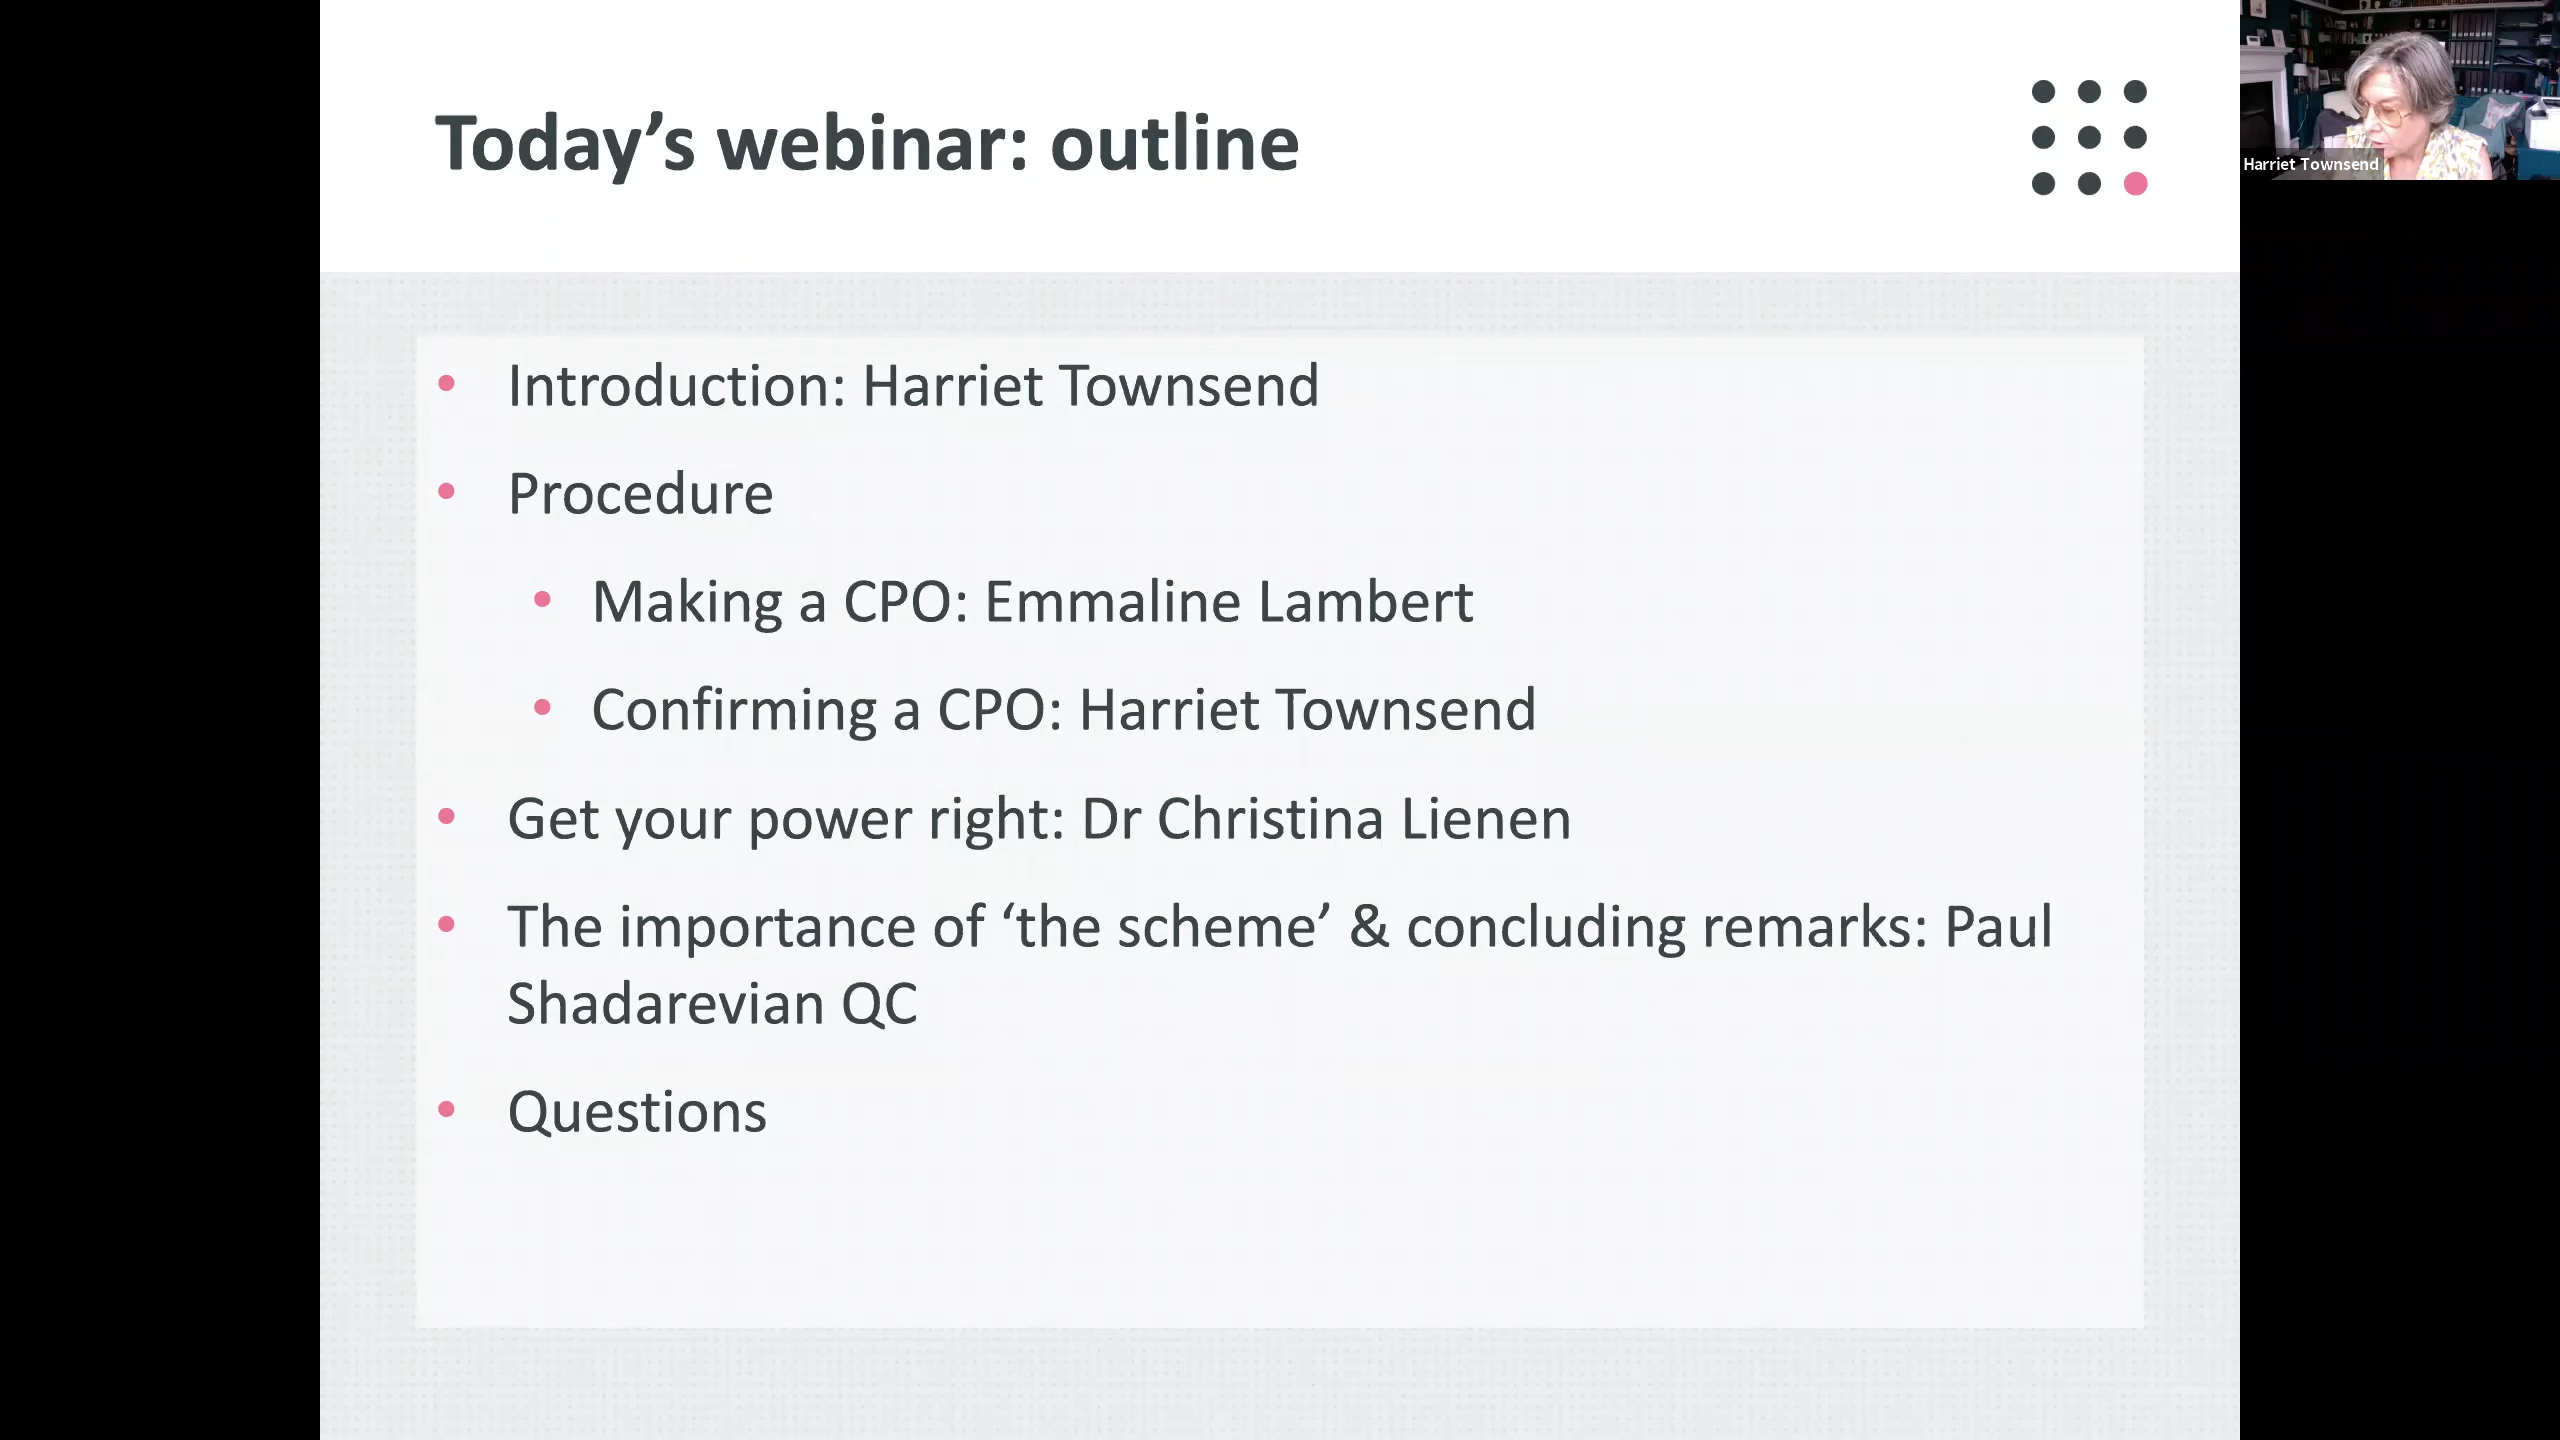 Today’s webinar: outline
Harriet Townsend
• Introduction: Harriet Townsend
• Procedure
• Making a CPO: Emmaline Lambert
• Confirming a CPO: Harriet Townsend
• Get your power right: Dr Christina Lienen
• The importance of ‘the scheme’ & concluding remarks: Paul
Shadarevian QC
• Questions